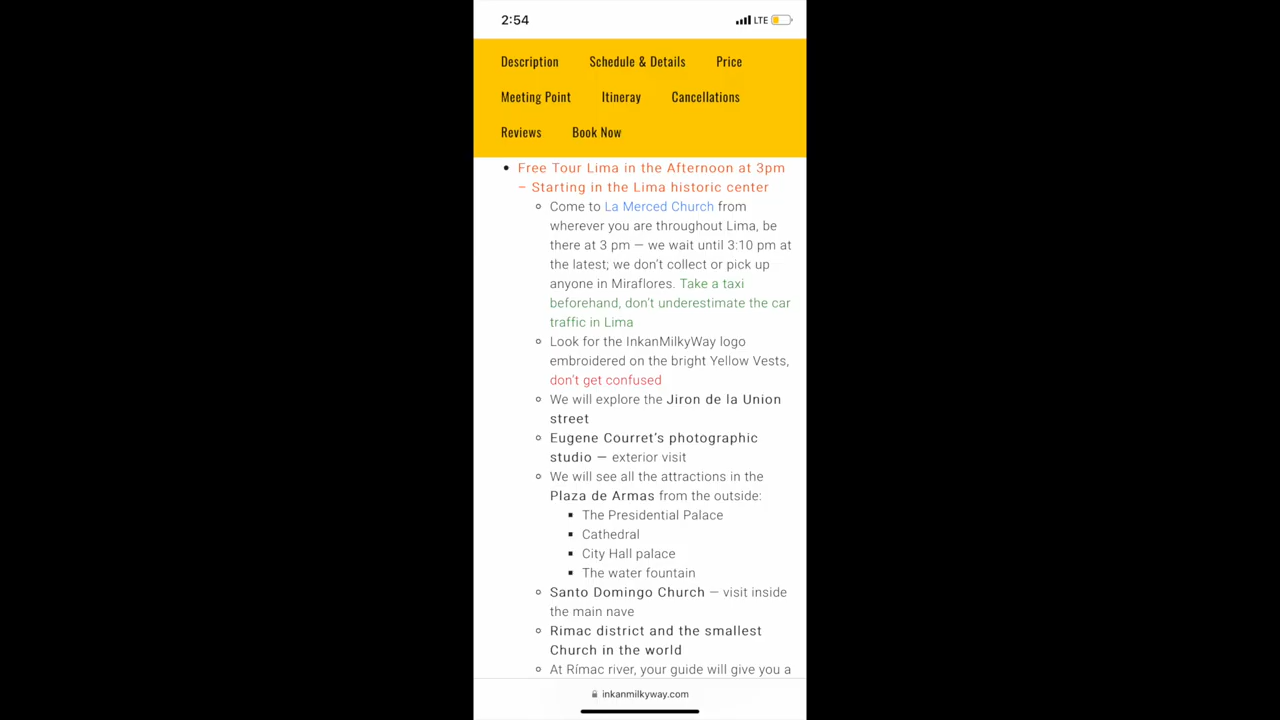 2:54
LTE
Description Schedule & Details Price
Meeting Point Itineray Cancellations
Reviews Book Now
Free Tour Lima in the Afternoon at 3pm
– Starting in the Lima historic center
Come to La Merced Church from
wherever you are throughout Lima, be
there at 3 pm — we wait until 3:10 pm at
the latest; we don't collect or pick up
anyone in Miraflores. Take a taxi
beforehand, don't underestimate the car
traffic in Lima
Look for the InkanMilkyWay logo
embroidered on the bright Yellow Vests,
don't get confused
We will explore the Jiron de la Union
street
Eugene Courret's photographic
studio — exterior visit
We will see all the attractions in the
Plaza de Armas from the outside:
The Presidential Palace
Cathedral
City Hall palace
The water fountain
Santo Domingo Church — visit inside
the main nave
Rimac district and the smallest
Church in the world
At Rímac river, your guide will give you a
inkanmilkyway.com